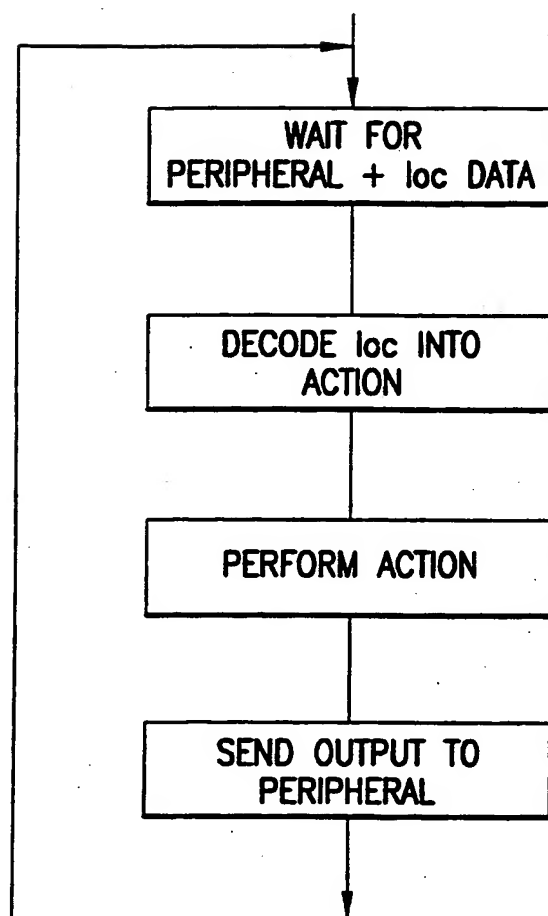 WAIT FOR
PERIPHERAL + loc DATA
DECODE loc INTO
ACTION
PERFORM ACTION
SEND OUTPUT TO
PERIPHERAL